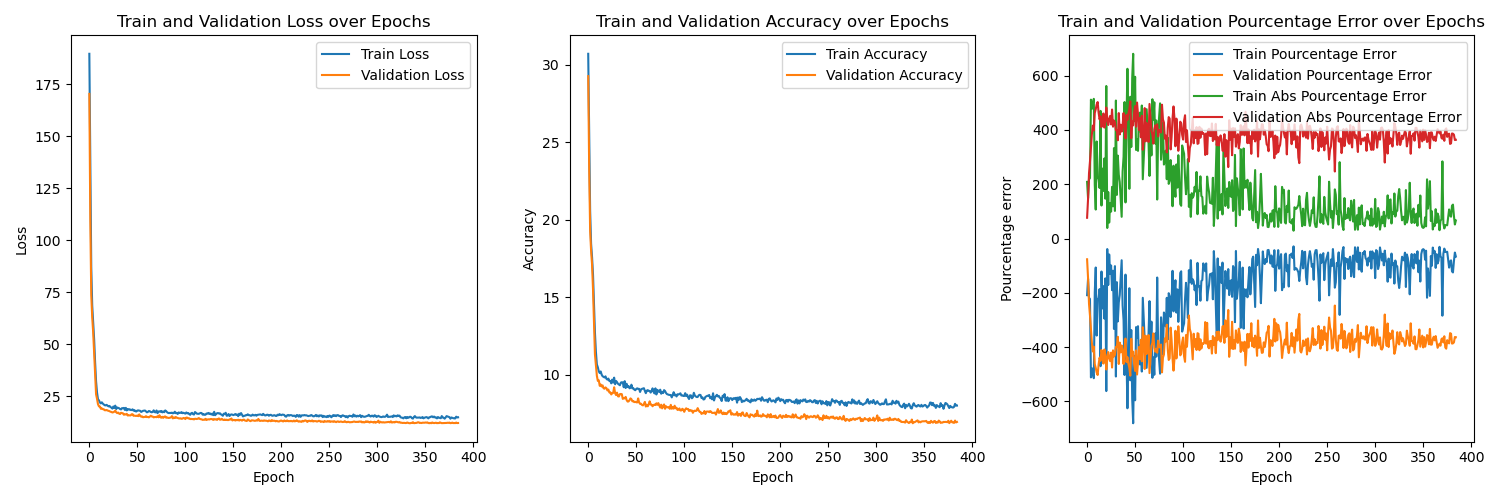 Train and Validation Loss over Epochs
Train Loss
Validation Loss
175
150
125
100
75
50
25
Loss
0 50 100 150 200 250 300 350 400
Epoch
Train and Validation Accuracy over Epochs
Train Accuracy
Validation Accuracy
30
25
20
15
10
Accuracy
0 50 100 150 200 250 300 350 400
Epoch
Train and Validation Pourcentage Error over Epochs
Train Pourcentage Error
Validation Pourcentage Error
Train Abs Pourcentage Error
Validation Abs Pourcentage Error
600
400
200
0
−200
−400
−600
Pourcentage error
0 50 100 150 200 250 300 350 400
Epoch